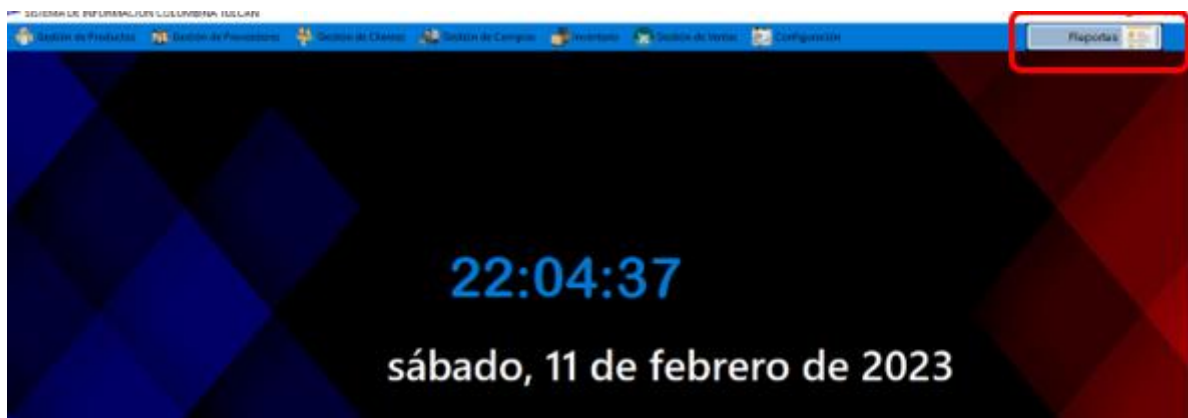 SISTEMA DE INFORMACION COLOMBINA TULCAN
Gestión de Productos Gestión de Proveedores Gestión de Clientes Gestión de Compras Inventario Gestión de Ventas Configuración Reportes
22:04:37
sábado, 11 de febrero de 2023